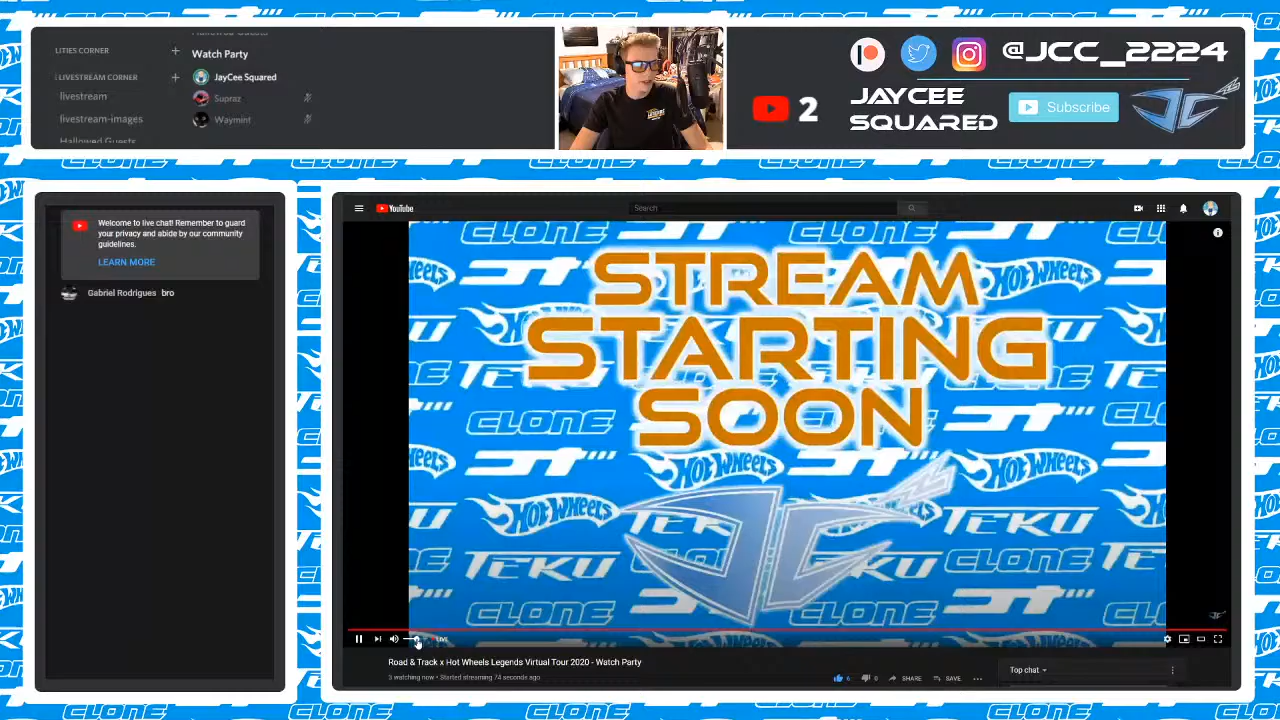 LITIES CORNER
Watch Party
LIVESTREAM CORNER
JayCee Squared
livestream
Supraz
livestream-images
Waymint
Hallowed Guests
@JCC_2224
2
JAYCEE
SQUARED
Subscribe
Welcome to live chat! Remember to guard
your privacy and abide by our community
guidelines.
LEARN MORE
Gabriel Rodrigues bro
YouTube
Search
STREAM
STARTING
SOON
CLONE
HOT WHEELS
TEKU
LIVE
Road & Track x Hot Wheels Legends Virtual Tour 2020 - Watch Party
3 watching now • Started streaming 74 seconds ago
6
0
SHARE
SAVE
Top chat